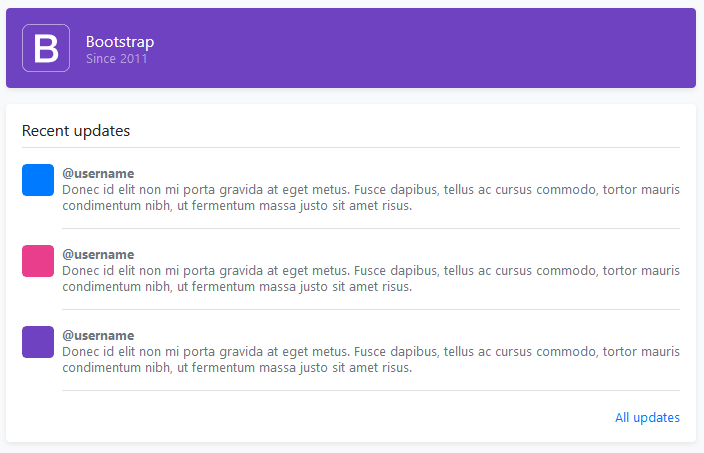 B
Bootstrap
Since 2011
Recent updates
@username
Donec id elit non mi porta gravida at eget metus. Fusce dapibus, tellus ac cursus commodo, tortor mauris
condimentum nibh, ut fermentum massa justo sit amet risus.
@username
Donec id elit non mi porta gravida at eget metus. Fusce dapibus, tellus ac cursus commodo, tortor mauris
condimentum nibh, ut fermentum massa justo sit amet risus.
@username
Donec id elit non mi porta gravida at eget metus. Fusce dapibus, tellus ac cursus commodo, tortor mauris
condimentum nibh, ut fermentum massa justo sit amet risus.
All updates